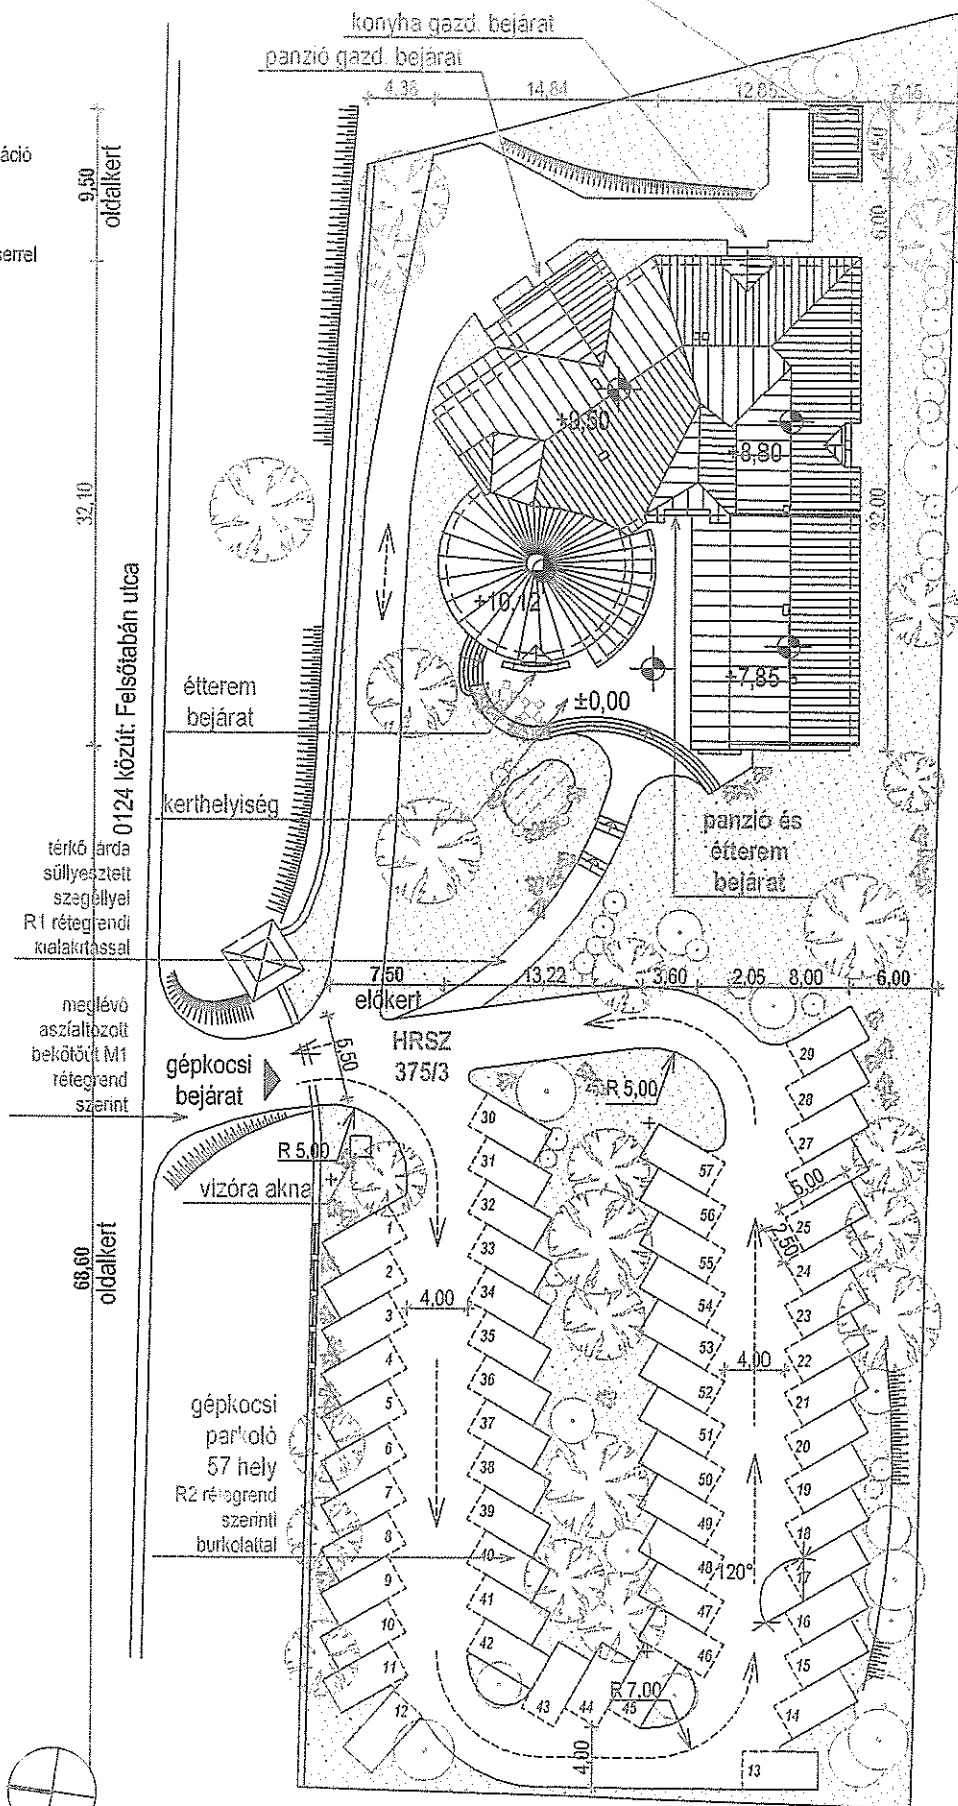 konyha gazd. bejárat
panzió gazd. bejárat
4,38
14,84
12,85
7,15
áció
serrel
9,50
oldalkert
4,50
6,00
+9,50
+8,80
32,10
32,00
0124 közút: Felsőtabán utca
+10,12
+7,85
±0,00
étterem
bejárat
kerthelyiség
panzió és
étterem
bejárat
térkő járda
süllyesztett
szegéllyel
R1 rétegrendi
kialakítással
7,50
előkert
13,22
3,60
2,05
8,00
6,00
meglévő
aszfaltozott
bekötőút M1
rétegrend
szerint
gépkocsi
bejárat
5,50
HRSZ
375/3
R 5,00
R 5,00
vízóra akna
68,60
oldalkert
5,00
2,50
4,00
4,00
gépkocsi
parkoló
57 hely
R2 rétegrend
szerinti
burkolattal
120°
R 7,00
4,00
1
2
3
4
5
6
7
8
9
10
11
12
13
14
15
16
17
18
19
20
21
22
23
24
25
27
28
29
30
31
32
33
34
35
36
37
38
39
40
41
42
43
44
45
46
47
48
49
50
51
52
53
54
55
56
57